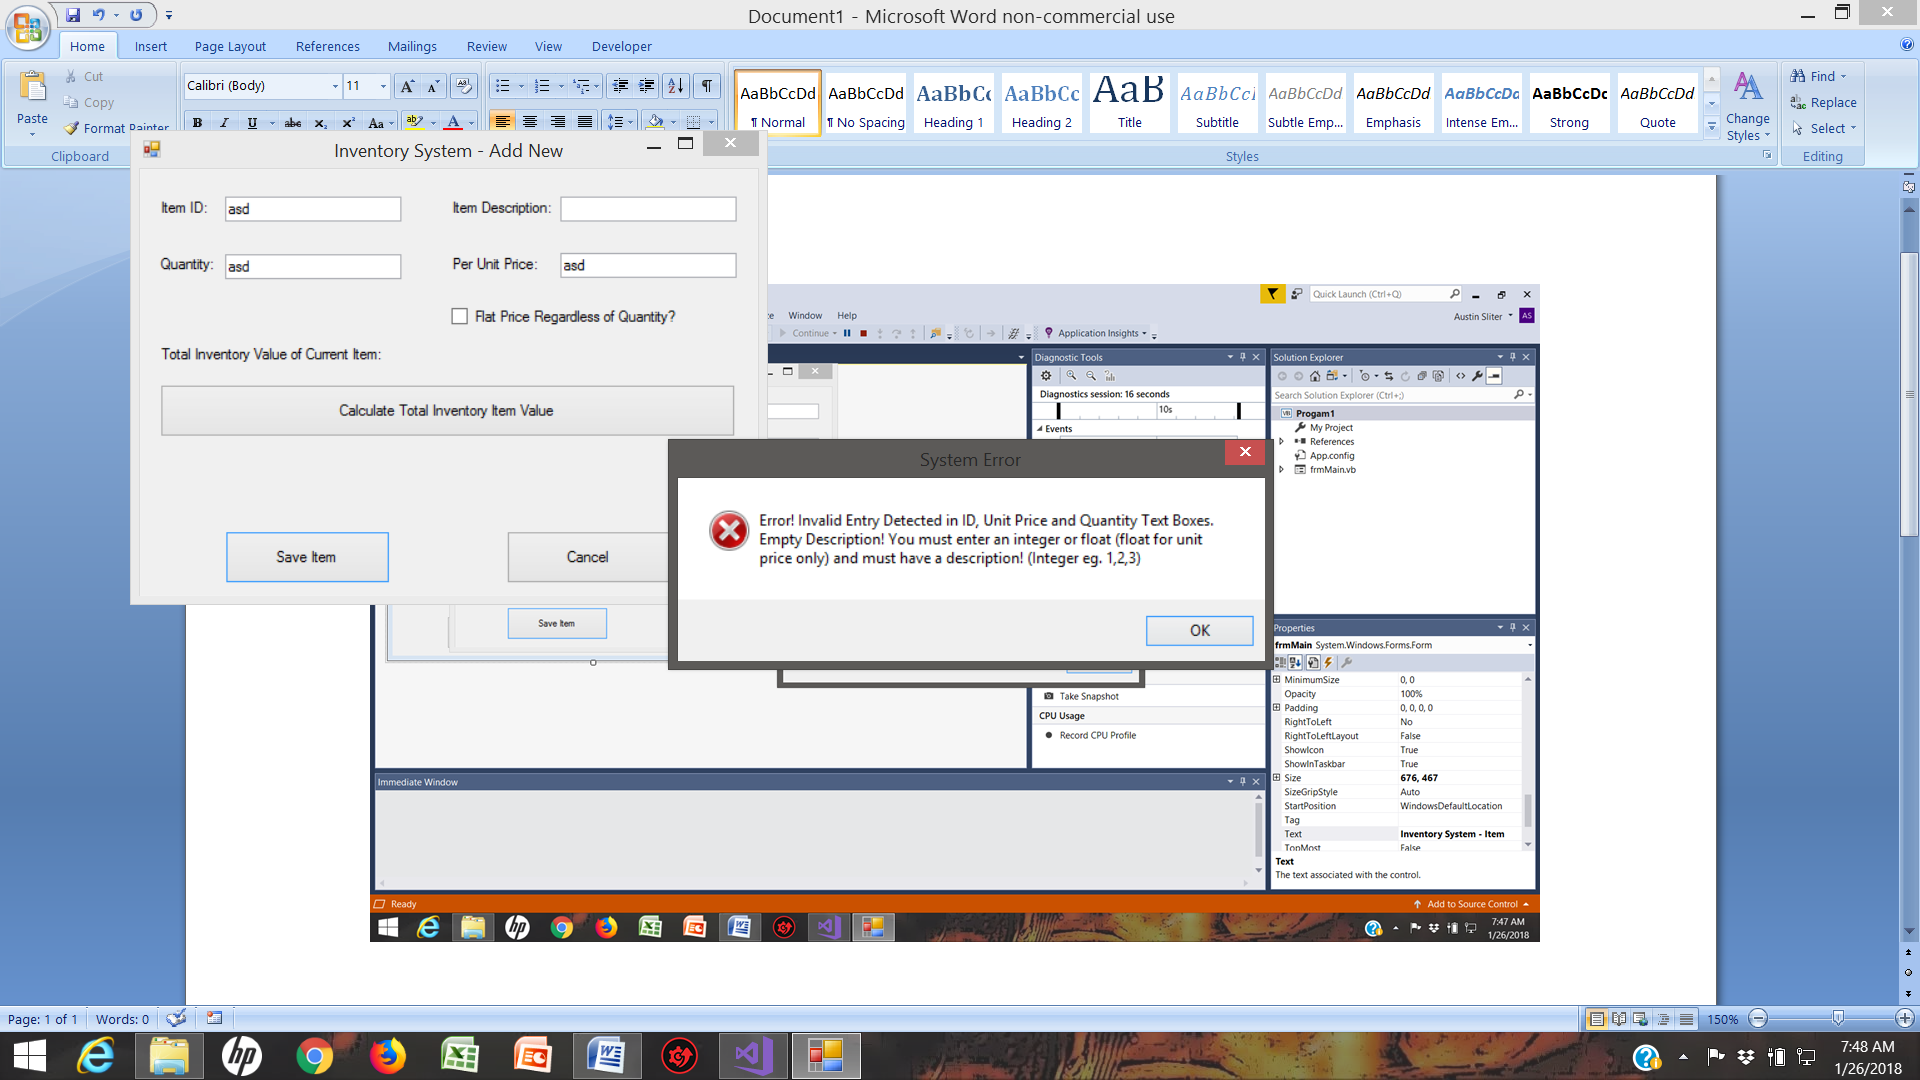 Document1 - Microsoft Word non-commercial use
Home Insert Page Layout References Mailings Review View Developer
Cut
Copy
Format Painter
Paste
Clipboard
Calibri (Body) 11
B I U abc X₂ X² Aa
AaBbCcDd AaBbCcDd AaBbCc AaBbCc AaB AaBbCcI AaBbCcDd AaBbCcDd AaBbCcDd AaBbCcDc AaBbCcDd
¶ Normal ¶ No Spacing Heading 1 Heading 2 Title Subtitle Subtle Emp... Emphasis Intense Em... Strong Quote
Change Styles
Styles
Find
Replace
Select
Editing
Inventory System - Add New
Item ID: asd Item Description:
Quantity: asd Per Unit Price: asd
Flat Price Regardless of Quantity?
Total Inventory Value of Current Item:
Calculate Total Inventory Item Value
Save Item Cancel
Quick Launch (Ctrl+Q)
Window Help
Austin Sliter AS
Continue Application Insights
Diagnostic Tools
Diagnostics session: 16 seconds
10s
Events
Solution Explorer
Search Solution Explorer (Ctrl+;)
Progam1
My Project
References
App.config
frmMain.vb
System Error
Error! Invalid Entry Detected in ID, Unit Price and Quantity Text Boxes.
Empty Description! You must enter an integer or float (float for unit
price only) and must have a description! (Integer eg. 1,2,3)
OK
Save Item
Take Snapshot
CPU Usage
Record CPU Profile
Properties
frmMain System.Windows.Forms.Form
MinimumSize 0, 0
Opacity 100%
Padding 0, 0, 0, 0
RightToLeft No
RightToLeftLayout False
ShowIcon True
ShowInTaskbar True
Size 676, 467
SizeGripStyle Auto
StartPosition WindowsDefaultLocation
Tag
Text Inventory System - Item
TopMost False
Text
The text associated with the control.
Immediate Window
Ready
Add to Source Control
7:47 AM
1/26/2018
Page: 1 of 1 Words: 0
150%
7:48 AM
1/26/2018